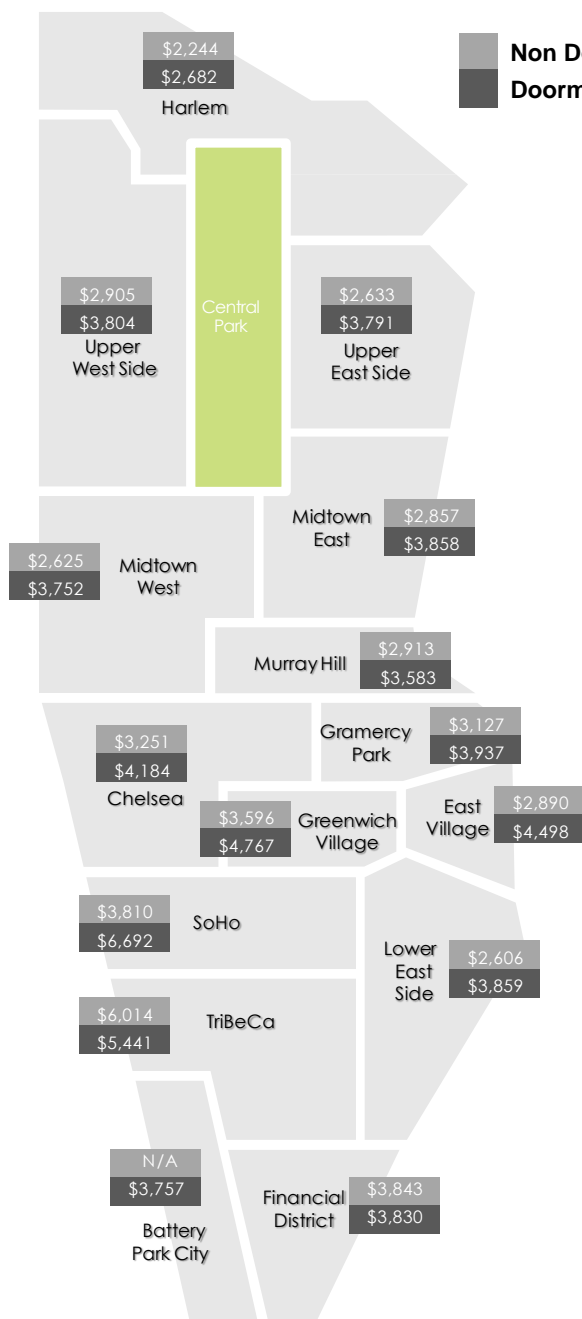 $2,244
$2,682
Harlem
Non D
Doorm
$2,905
$3,804
Upper
West Side
Central
Park
$2,633
$3,791
Upper
East Side
Midtown
East
$2,857
$3,858
$2,625
$3,752
Midtown
West
Murray Hill
$2,913
$3,583
$3,251
$4,184
Chelsea
Gramercy
Park
$3,127
$3,937
$3,596
$4,767
Greenwich
Village
East
Village
$2,890
$4,498
$3,810
$6,692
SoHo
Lower
East
Side
$2,606
$3,859
$6,014
$5,441
TriBeCa
N/A
$3,757
Battery
Park City
Financial
District
$3,843
$3,830